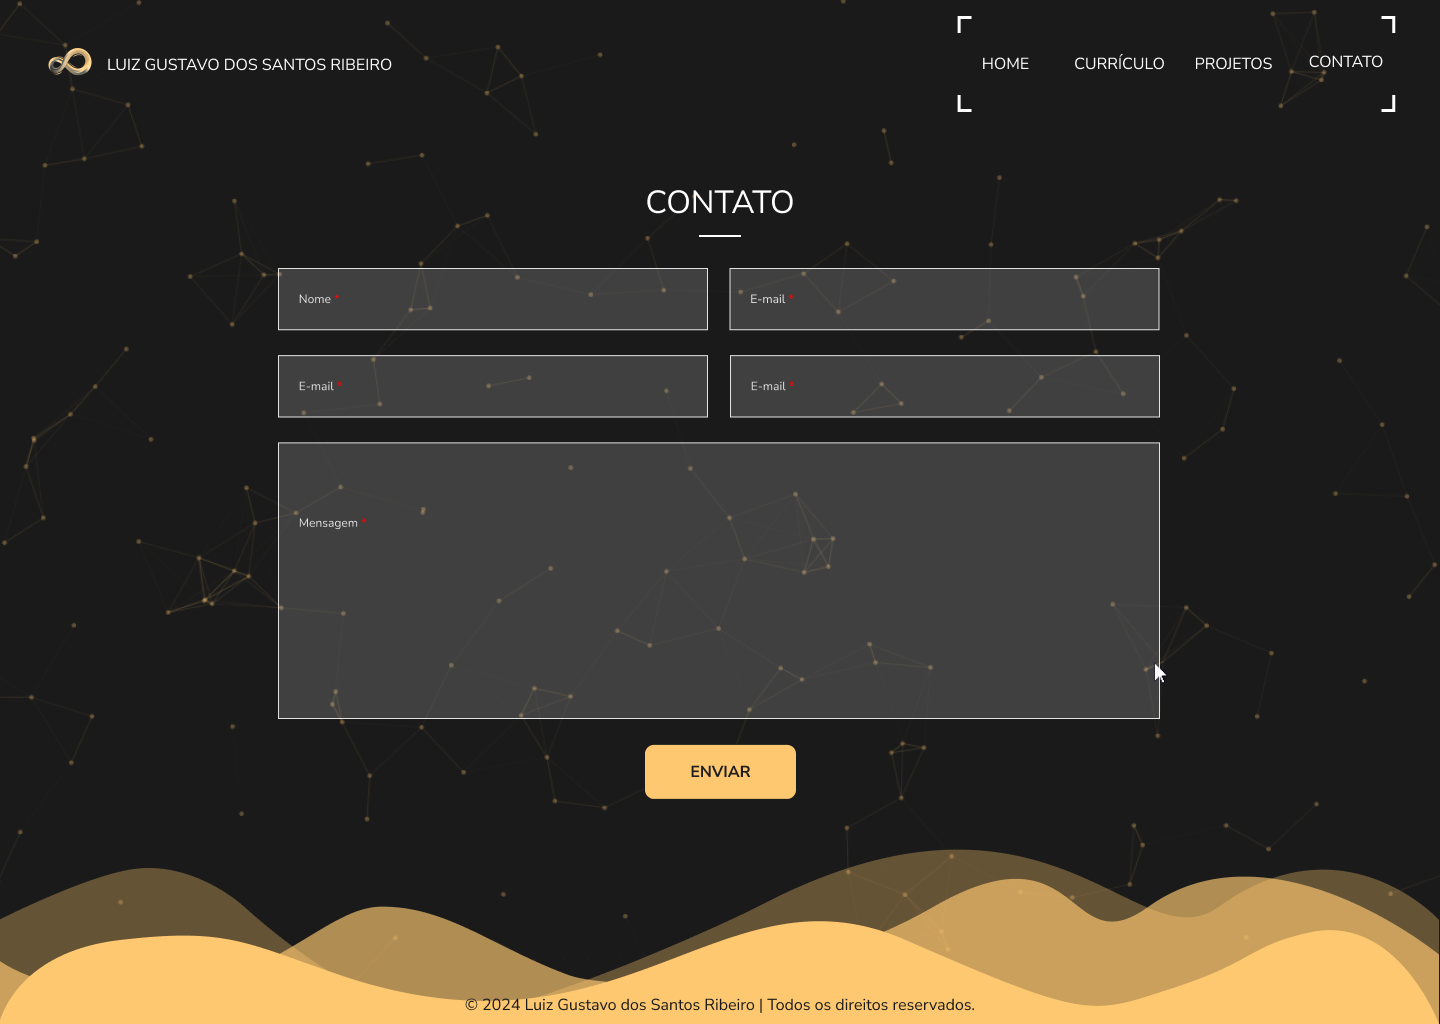 LUIZ GUSTAVO DOS SANTOS RIBEIRO
HOME CURRÍCULO PROJETOS CONTATO
CONTATO
Nome * E-mail *
E-mail * E-mail *
Mensagem *
ENVIAR
© 2024 Luiz Gustavo dos Santos Ribeiro | Todos os direitos reservados.